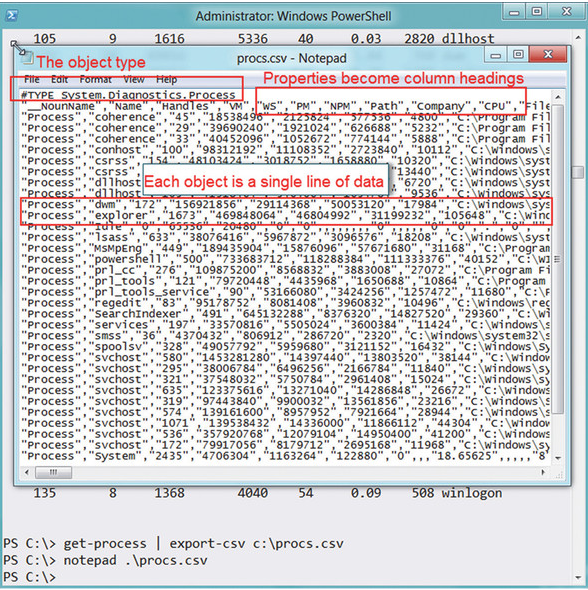 Administrator: Windows PowerShell
105 9 1616 5336 40 0.03 2820 dllhost
procs.csv - Notepad
The object type
Properties become column headings
File Edit Format View Help
#TYPE System.Diagnostics.Process
"__NounName","Name","Handles","VM","WS","PM","NPM","Path","Company","CPU","File
"Process","coherence","45","18538496","2125824","577536","4800","C:\Program Fil
"Process","coherence","29","39690240","1921024","626688","5232","C:\Program Fi
"Process","coherence","33","40452096","1052672","774144","5888","C:\Program Fi
"Process","conhost","100","9831219
"Process","csrss","154","48103424","3018752","1658880","10320","C:\Windows\syst
"Process","csrss"
"13440","C:\Windows\sys
"Process","dllho
"6720","C:\Windows\sys
"Process","dllhost
"9536","C:\Windows\syst
Each object is a single line of data
"Process","dwm","172","156921856","29114368","50053120","17984","C:\Windows\sys
"Process","explorer","1673","469848064","46804992","31199232","105648","C:\Wind
"Process","Idle","0","65536","20480","0","0",
"Process","lsass","633","38076416","5967872","3096576","18208","C:\Windows\syst
"Process","MsMpEng","449","189435904","15876096","57671680","31168","C:\Program
"Process","powershell","500","733683712","118288384","111333376","40152","C:\Wi
"Process","prl_cc","276","109875200","8568832","3883008","27072","C:\Program Fi
"Process","prl_tools","121","79720448","4435968","1650688","10864","C:\Program
"Process","prl_tools_service","90","53166080","3424256","1257472","11680","C:\P
"Process","regedit","83","95178752","8081408","3960832","10496","C:\Windows\reg
"Process","SearchIndexer","491","645132288","8376320","14827520","29360","C:\Wi
"Process","services","197","33570816","5505024","3600384","11424","C:\Windows\s
"Process","smss","36","4370432","806912","286720","2320","C:\Windows\system32\s
"Process","spoolsv","328","49057792","5959680","3121152","16432","C:\Windows\sy
"Process","svchost","580","1453281280","14397440","13803520","38144","C:\Window
"Process","svchost","295","38006784","6496256","2166784","11840","C:\Windows\sy
"Process","svchost","321","37548032","5750784","2961408","15024","C:\Windows\sy
"Process","svchost","635","123375616","13271040","14286848","26672","C:\Windows
"Process","svchost","319","97443840","9900032","13561856","23216","C:\Windows\s
"Process","svchost","574","139161600","8957952","7921664","28944","C:\Windows\s
"Process","svchost","1071","139538432","14336000","11866112","44304","C:\Window
"Process","svchost","536","357920768","12079104","14950400","41200","C:\Windows
"Process","svchost","172","79917056","8179712","2695168","11968","C:\Windows\sy
"Process","System","2435","4706304","1163264","122880","0",,,"18.65625",,,,,"8"
135 9 1368 4040 54 0.09 508 winlogon
PS C:\> get-process | export-csv c:\procs.csv
PS C:\> notepad .\procs.csv
PS C:\>